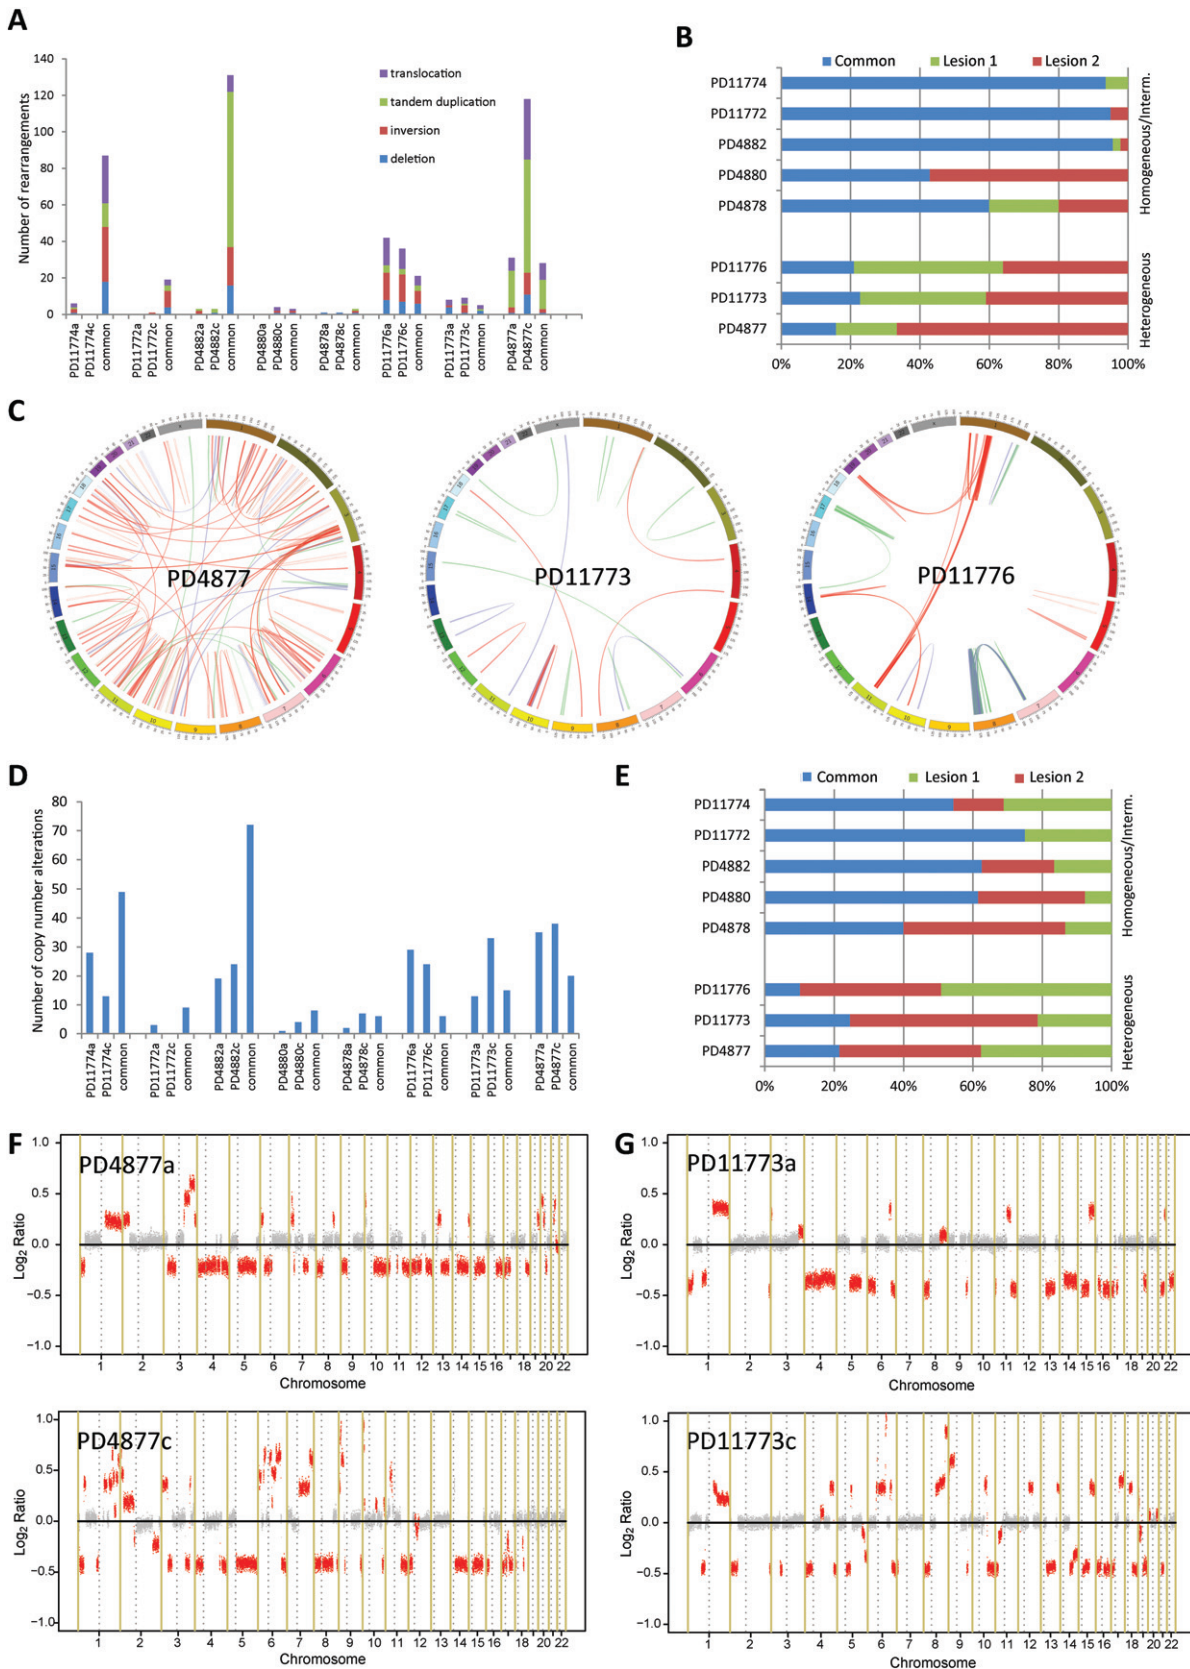 A
Number of rearrangements
140
120
100
80
60
40
20
0
translocation
tandem duplication
inversion
deletion
PD11774a
PD11774c
common
PD11772a
PD11772c
common
PD4882a
PD4882c
common
PD4880a
PD4880c
common
PD4878a
PD4878c
common
PD11776a
PD11776c
common
PD11773a
PD11773c
common
PD4877a
PD4877c
common
B
Common Lesion 1 Lesion 2
PD11774
PD11772
PD4882
PD4880
PD4878
PD11776
PD11773
PD4877
Homogeneous/Interm.
Heterogeneous
0% 20% 40% 60% 80% 100%
C
PD4877
PD11773
PD11776
D
Number of copy number alterations
80
70
60
50
40
30
20
10
0
PD11774a
PD11774c
common
PD11772a
PD11772c
common
PD4882a
PD4882c
common
PD4880a
PD4880c
common
PD4878a
PD4878c
common
PD11776a
PD11776c
common
PD11773a
PD11773c
common
PD4877a
PD4877c
common
E
Common Lesion 1 Lesion 2
PD11774
PD11772
PD4882
PD4880
PD4878
PD11776
PD11773
PD4877
Homogeneous/Interm.
Heterogeneous
0% 20% 40% 60% 80% 100%
F
PD4877a
Log2 Ratio
1.0
0.5
0.0
−0.5
−1.0
1 2 3 4 5 6 7 8 9 10 11 12 13 14 15 16 18 20 22
Chromosome
PD4877c
Log2 Ratio
1.0
0.5
0.0
−0.5
−1.0
1 2 3 4 5 6 7 8 9 10 11 12 13 14 15 16 18 20 22
Chromosome
G
PD11773a
Log2 Ratio
1.0
0.5
0.0
−0.5
−1.0
1 2 3 4 5 6 7 8 9 10 11 12 13 14 15 16 18 20 22
Chromosome
PD11773c
Log2 Ratio
1.0
0.5
0.0
−0.5
−1.0
1 2 3 4 5 6 7 8 9 10 11 12 13 14 15 16 18 20 22
Chromosome